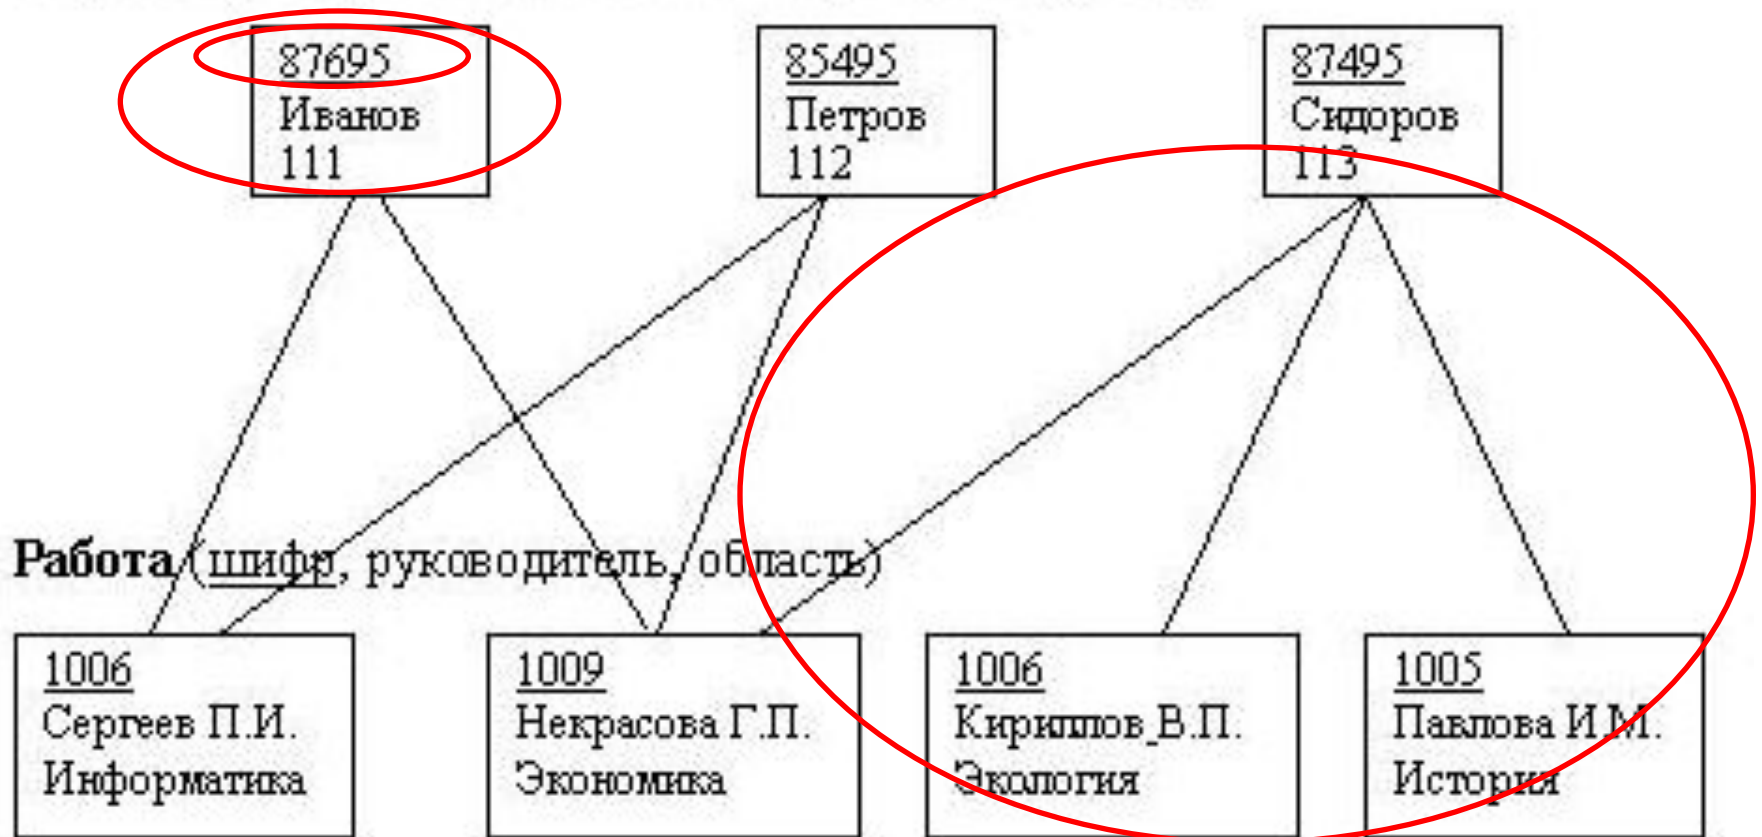 87695
Иванов
111
85495
Петров
112
87495
Сидоров
113
Работа (шифр, руководитель, область)
1006
Сергеев П.И.
Информатика
1009
Некрасова Г.П.
Экономика
1006
Кириллов В.П.
Экология
1005
Павлова И.М.
История